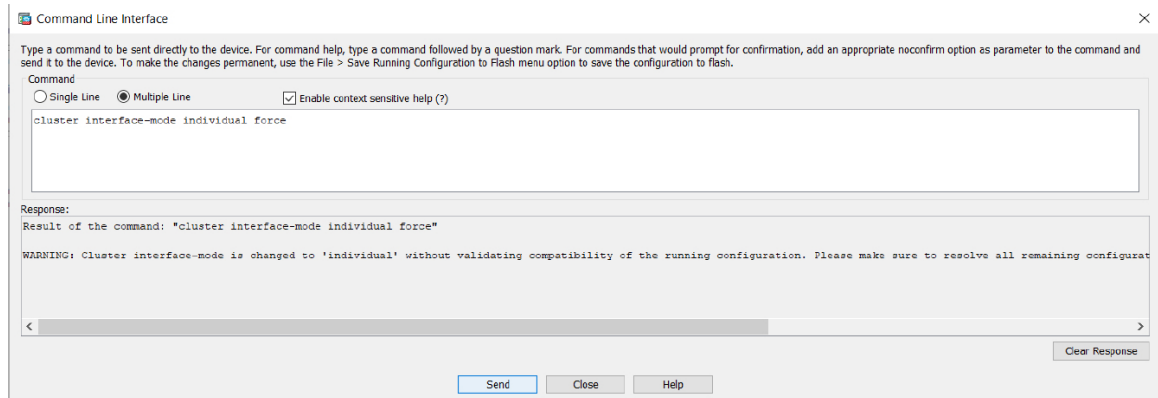 Command Line Interface
Type a command to be sent directly to the device. For command help, type a command followed by a question mark. For commands that would prompt for confirmation, add an appropriate noconfirm option as parameter to the command and
send it to the device. To make the changes permanent, use the File > Save Running Configuration to Flash menu option to save the configuration to flash.
Command
Single Line Multiple Line Enable context sensitive help (?)
cluster interface-mode individual force
Response:
Result of the command: "cluster interface-mode individual force"
WARNING: Cluster interface-mode is changed to 'individual' without validating compatibility of the running configuration. Please make sure to resolve all remaining configurat
Clear Response
Send Close Help